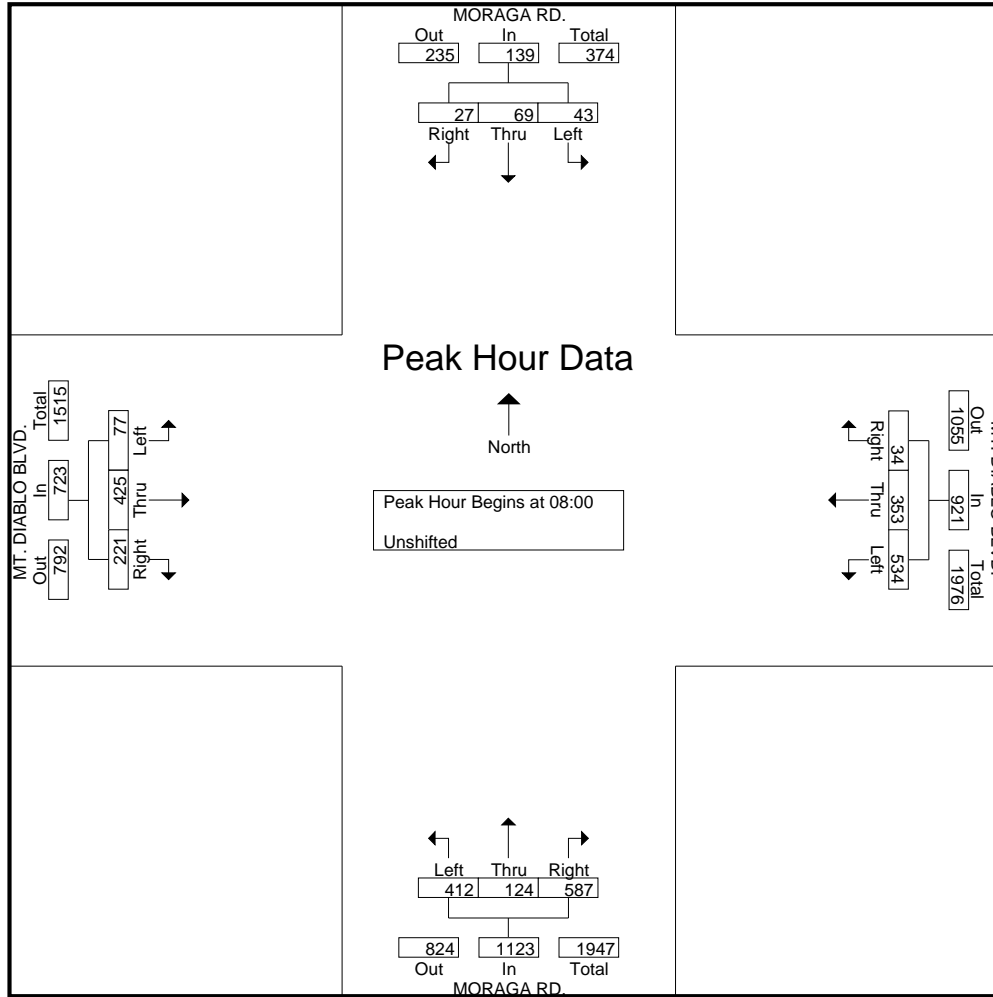 MORAGA RD.
Out In Total
235 139 374
27 69 43
Right Thru Left
Peak Hour Data
North
Peak Hour Begins at 08:00
Unshifted
MT. DIABLO BLVD.
Total In Out
1515 723 792
77 425 221
Left Thru Right
Out In Total
1055 921 1976
34 353 534
Right Thru Left
Left Thru Right
412 124 587
824 1123 1947
Out In Total
MORAGA RD.